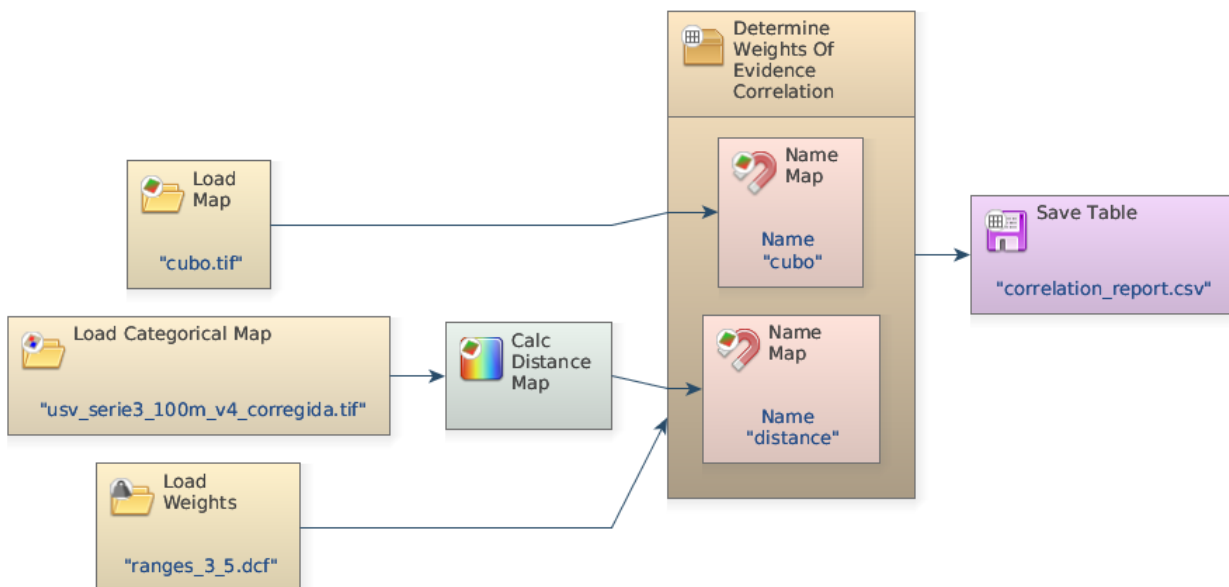 Determine
Weights Of
Evidence
Correlation
Load
Map
"cubo.tif"
Name
Map
Name
"cubo"
Save Table
"correlation_report.csv"
Load Categorical Map
"usv_serie3_100m_v4_corregida.tif"
Calc
Distance
Map
Name
Map
Name
"distance"
Load
Weights
"ranges_3_5.dcf"